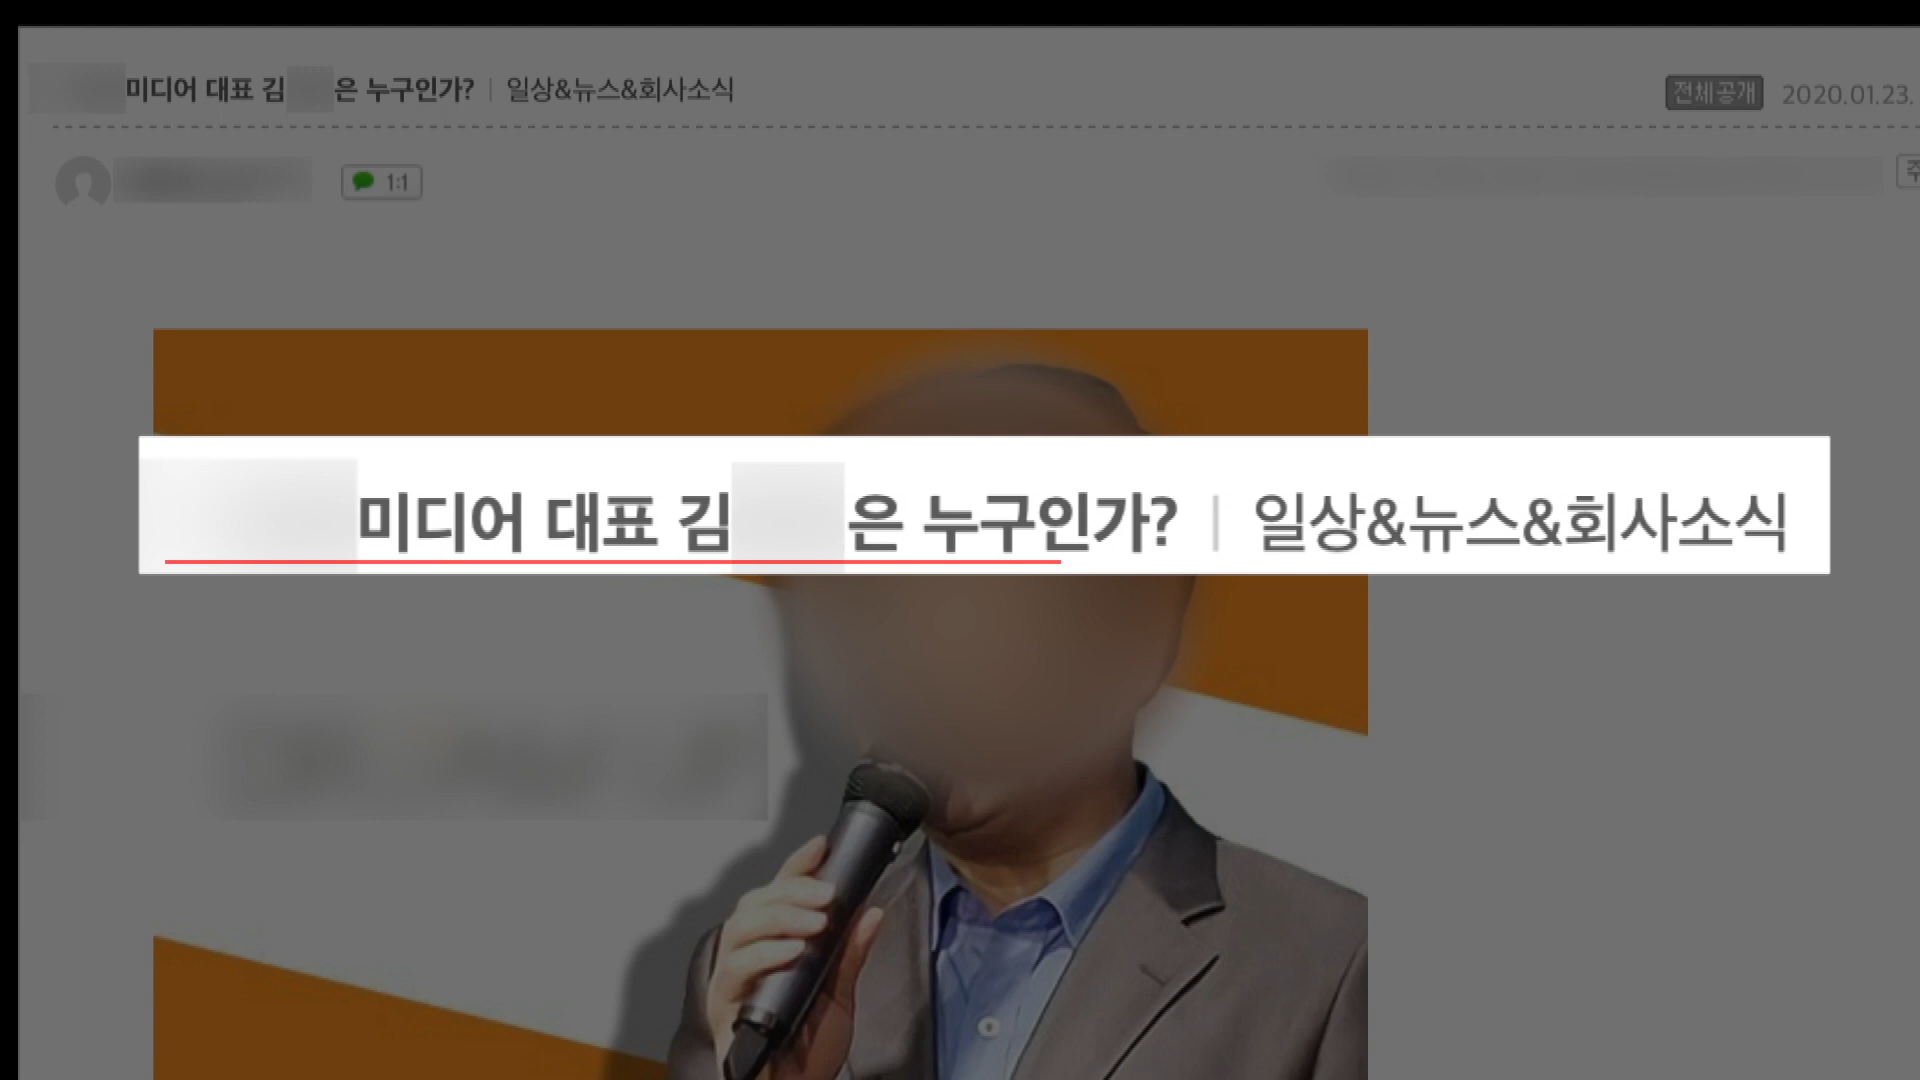 미디어 대표 김 은 누구인가? | 일상&뉴스&회사소식
전체공개 2020.01.23.
1:1
미디어 대표 김 은 누구인가? | 일상&뉴스&회사소식